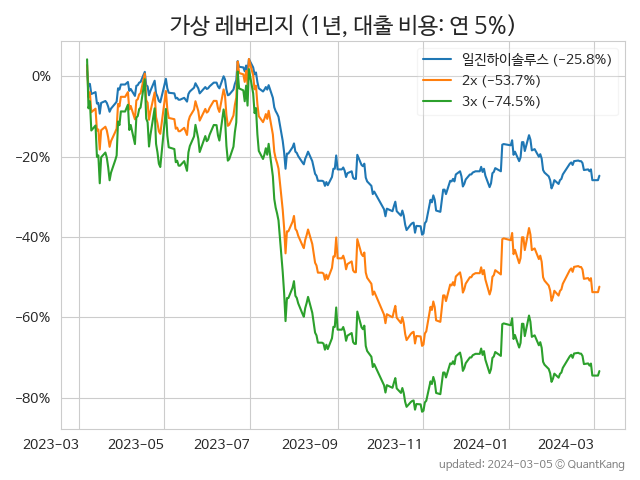 가상 레버리지 (1년, 대출 비용: 연 5%)
일진하이솔루스 (−25.8%)
2x (−53.7%)
3x (−74.5%)
0%
−20%
−40%
−60%
−80%
2023−03 2023−05 2023−07 2023−09 2023−11 2024−01 2024−03
updated: 2024-03-05 © QuantKang